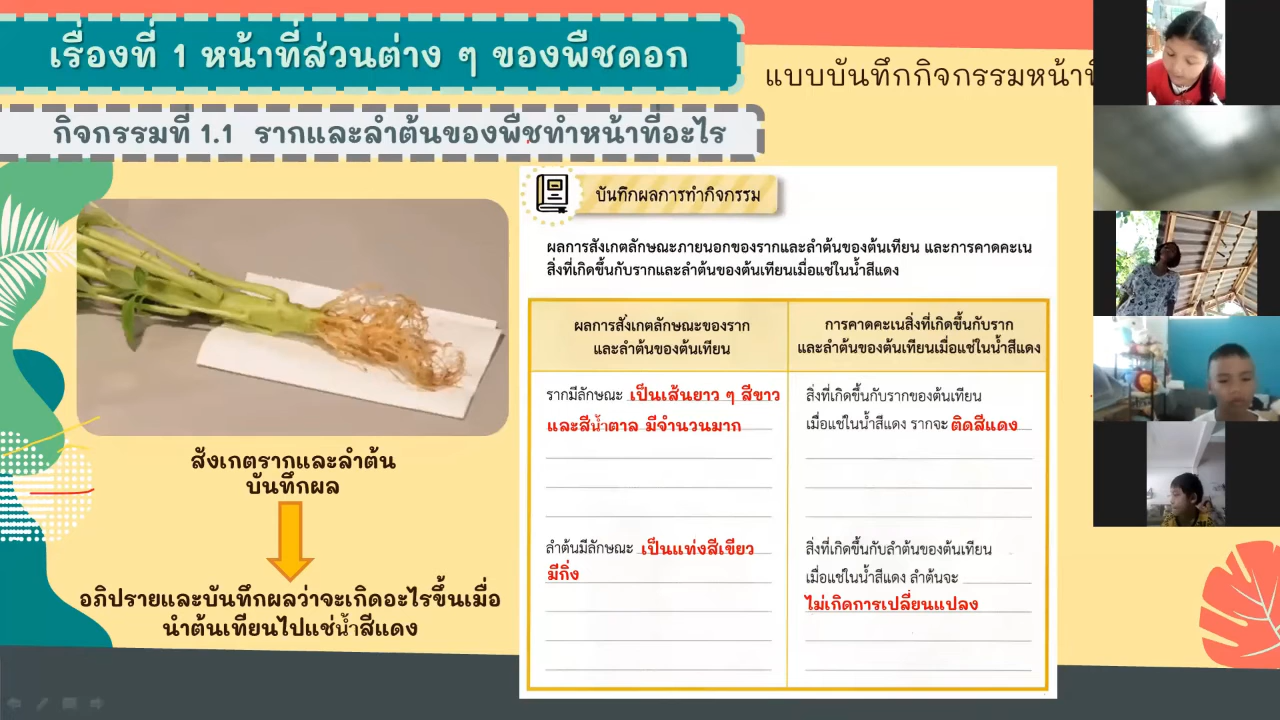 เรื่องที่ 1 หน้าที่ส่วนต่าง ๆ ของพืชดอก
แบบบันทึกกิจกรรมหน้าที่
กิจกรรมที่ 1.1 รากและลำต้นของพืชทำหน้าที่อะไร
บันทึกผลการทำกิจกรรม
ผลการสังเกตลักษณะภายนอกของรากและลำต้นของต้นเทียน และการคาดคะเน
สิ่งที่เกิดขึ้นกับรากและลำต้นของต้นเทียนเมื่อแช่ในน้ำสีแดง
ผลการสังเกตลักษณะของราก
และลำต้นของต้นเทียน
การคาดคะเนสิ่งที่เกิดขึ้นกับราก
และลำต้นของต้นเทียนเมื่อแช่ในน้ำสีแดง
รากมีลักษณะ เป็นเส้นยาว ๆ สีขาว
และสีน้ำตาล มีจำนวนมาก
สิ่งที่เกิดขึ้นกับรากของต้นเทียน
เมื่อแช่ในน้ำสีแดง รากจะ ติดสีแดง
ลำต้นมีลักษณะ เป็นแท่งสีเขียว
มีกิ่ง
สิ่งที่เกิดขึ้นกับลำต้นของต้นเทียน
เมื่อแช่ในน้ำสีแดง ลำต้นจะ
ไม่เกิดการเปลี่ยนแปลง
สังเกตรากและลำต้น
บันทึกผล
อภิปรายและบันทึกผลว่าจะเกิดอะไรขึ้นเมื่อ
นำต้นเทียนไปแช่น้ำสีแดง